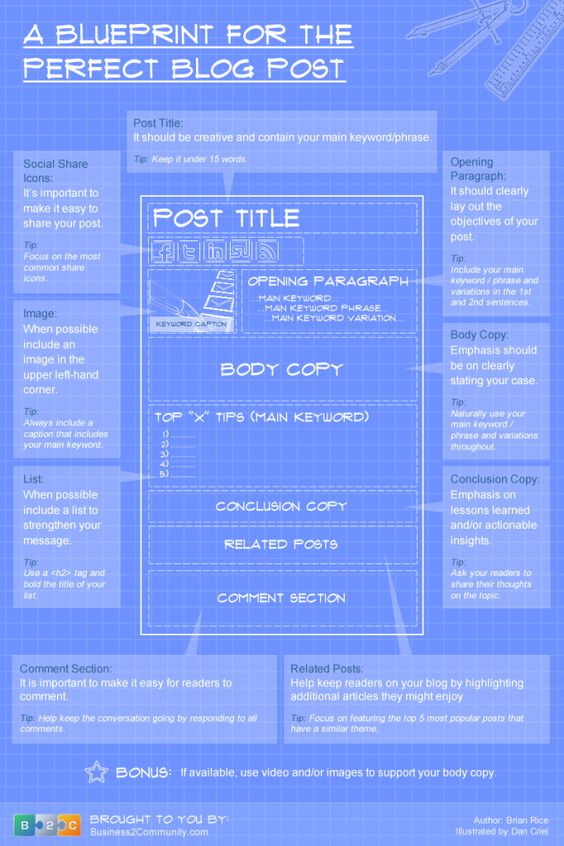 A BLUEPRINT FOR THE
PERFECT BLOG POST
Post Title:
It should be creative and contain your main keyword/phrase.
Tip: Keep it under 15 words.
Social Share
Icons:
It's important to
make it easy to
share your post.
Tip:
Focus on the most
common share
icons.
Opening
Paragraph:
It should clearly
lay out the
objectives of your
post.
Tip:
Include your main
keyword / phrase and
variations in the 1st
and 2nd sentences.
POST TITLE
f t in
OPENING PARAGRAPH
...MAIN KEYWORD...
...MAIN KEYWORD PHRASE...
...MAIN KEYWORD VARIATION....
KEYWORD CAPTION
Image:
When possible
include an
image in the
upper left-hand
corner.
Tip:
Always include a
caption that includes
your main keyword.
BODY COPY
Body Copy:
Emphasis should
be on clearly
stating your case.
Tip:
Naturally use your
main keyword /
phrase and variations
throughout.
TOP "X" TIPS (MAIN KEYWORD)
1) .........
2) .........
3) .........
4) .........
5) .........
List:
When possible
include a list to
strengthen your
message.
Tip:
Use a <h2> tag and
bold the title of your
list.
CONCLUSION COPY
Conclusion Copy:
Emphasis on
lessons learned
and/or actionable
insights.
Tip:
Ask your readers to
share their thoughts
on the topic.
RELATED POSTS
COMMENT SECTION
Comment Section:
It is important to make it easy for readers to
comment.
Tip: Help keep the conversation going by responding to all
comments.
Related Posts:
Help keep readers on your blog by highlighting
additional articles they might enjoy
Tip: Focus on featuring the top 5 most popular posts that
have a similar theme.
BONUS: If available, use video and/or images to support your body copy.
B 2 C
BROUGHT TO YOU BY:
Business2Community.com
Author: Brian Rice
Illustrated by Dan Criel